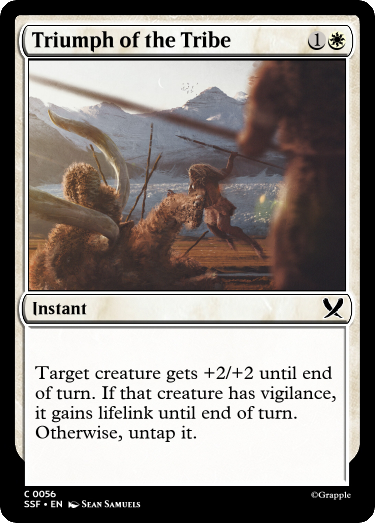 Triumph of the Tribe 1
Instant
Target creature gets +2/+2 until end
of turn. If that creature has vigilance,
it gains lifelink until end of turn.
Otherwise, untap it.
C 0056
SSF • EN Sean Samuels
©Grapple